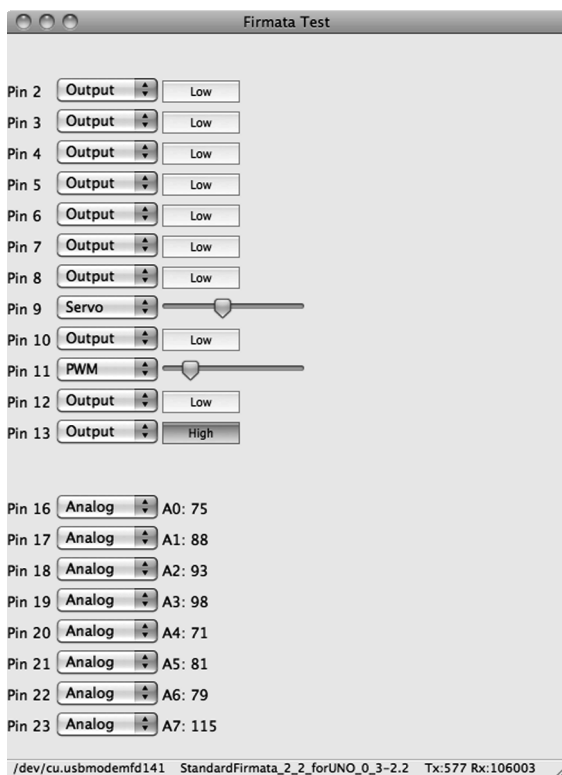 Firmata Test
Pin 2 Output Low
Pin 3 Output Low
Pin 4 Output Low
Pin 5 Output Low
Pin 6 Output Low
Pin 7 Output Low
Pin 8 Output Low
Pin 9 Servo
Pin 10 Output Low
Pin 11 PWM
Pin 12 Output Low
Pin 13 Output High
Pin 16 Analog A0: 75
Pin 17 Analog A1: 88
Pin 18 Analog A2: 93
Pin 19 Analog A3: 98
Pin 20 Analog A4: 71
Pin 21 Analog A5: 81
Pin 22 Analog A6: 79
Pin 23 Analog A7: 115
/dev/cu.usbmodemfd141 StandardFirmata_2_2_forUNO_0_3-2.2 Tx:577 Rx:106003